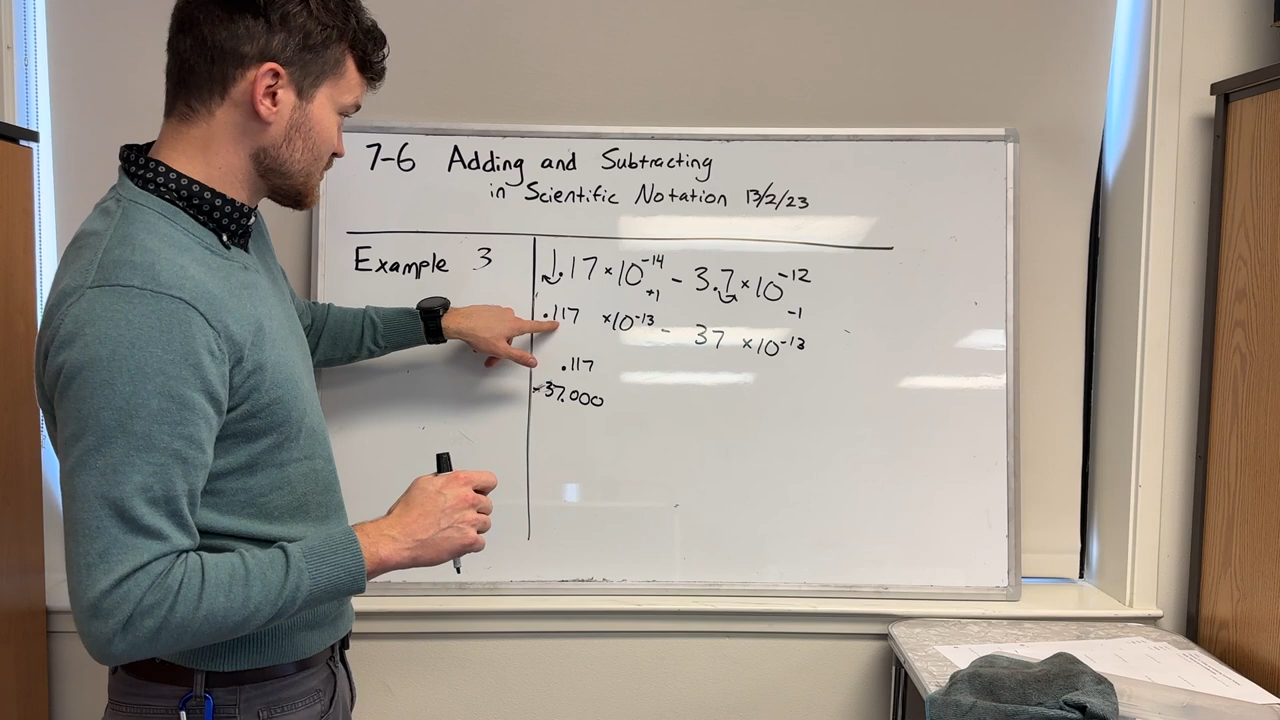 7-6 Adding and Subtracting
in Scientific Notation 13/2/23
Example 3
1.17 × 10⁻¹⁴ - 3.7 × 10⁻¹²
+1
-1
.117 × 10⁻¹³ - 37 × 10⁻¹³
.117
-37.000